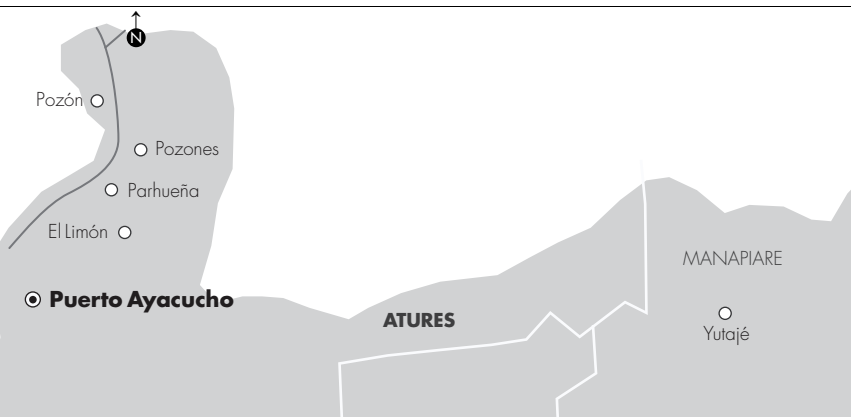 N
Pozón
Pozones
Parhueña
El Limón
MANAPIARE
Puerto Ayacucho
ATURES
Yutajé